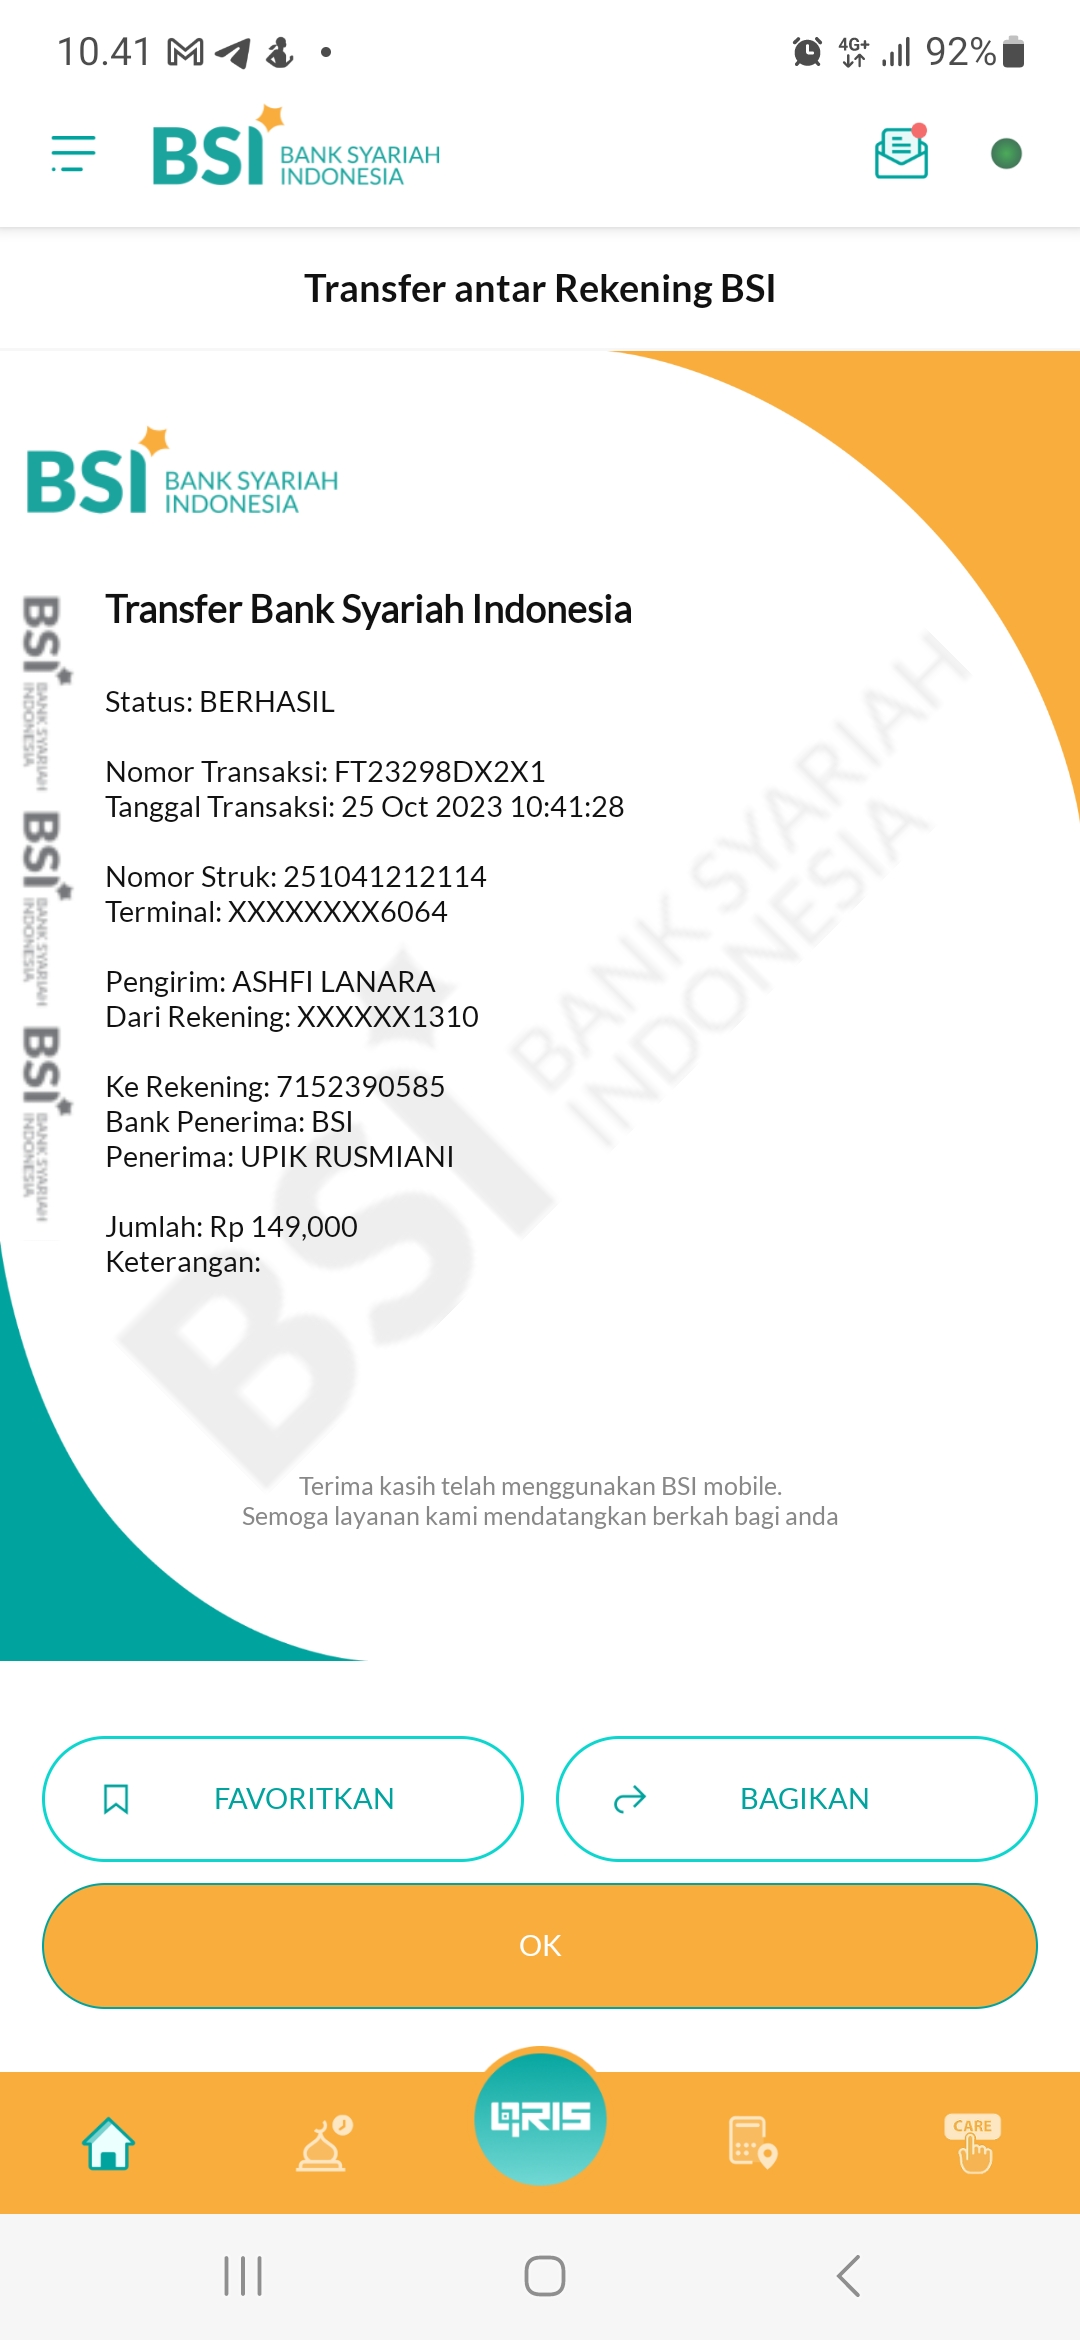 10.41
4G+ 92%
BSI BANK SYARIAH
INDONESIA
Transfer antar Rekening BSI
BSI BANK SYARIAH
INDONESIA
Transfer Bank Syariah Indonesia
Status: BERHASIL
Nomor Transaksi: FT23298DX2X1
Tanggal Transaksi: 25 Oct 2023 10:41:28
Nomor Struk: 251041212114
Terminal: XXXXXXXX6064
Pengirim: ASHFI LANARA
Dari Rekening: XXXXXX1310
Ke Rekening: 7152390585
Bank Penerima: BSI
Penerima: UPIK RUSMIANI
Jumlah: Rp 149,000
Keterangan:
BSI BANK SYARIAH
INDONESIA
BSI BANK SYARIAH
INDONESIA
BSI BANK SYARIAH
INDONESIA
BSI BANK SYARIAH
INDONESIA
Terima kasih telah menggunakan BSI mobile.
Semoga layanan kami mendatangkan berkah bagi anda
FAVORITKAN
BAGIKAN
OK
QRIS
CARE